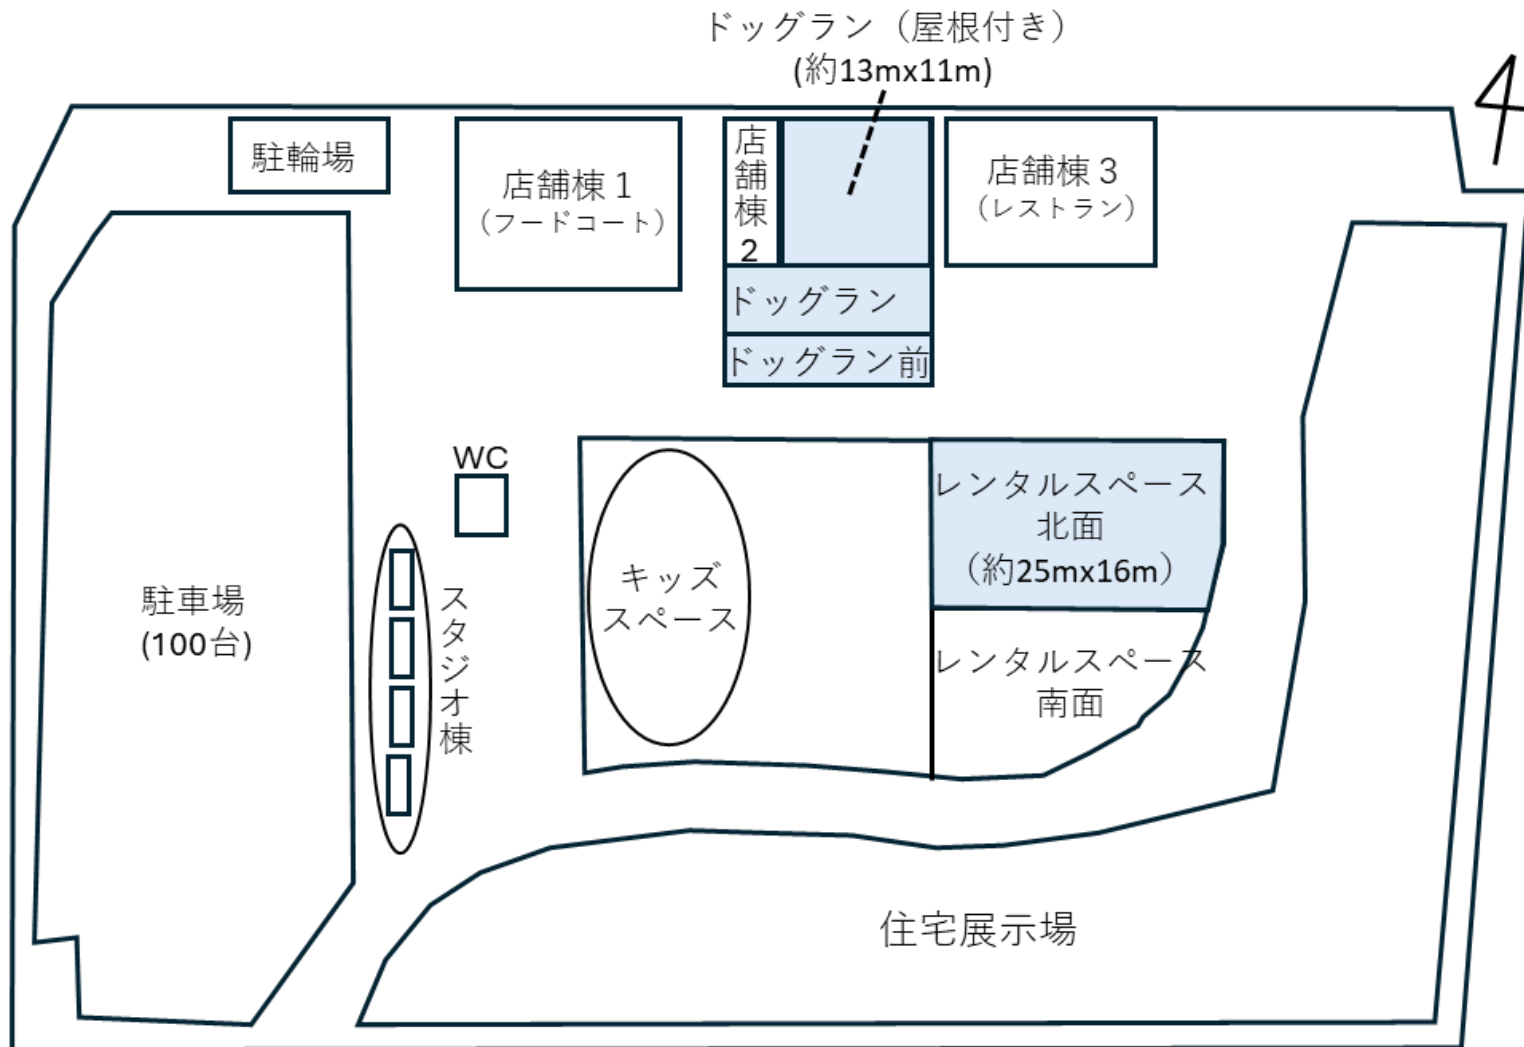 ドッグラン（屋根付き）
(約13mx11m)
駐輪場
店舗棟１
（フードコート）
店舗棟2
店舗棟３
（レストラン）
ドッグラン
ドッグラン前
WC
レンタルスペース
北面
（約25mx16m）
キッズ
スペース
駐車場
(100台)
スタジオ棟
レンタルスペース
南面
住宅展示場